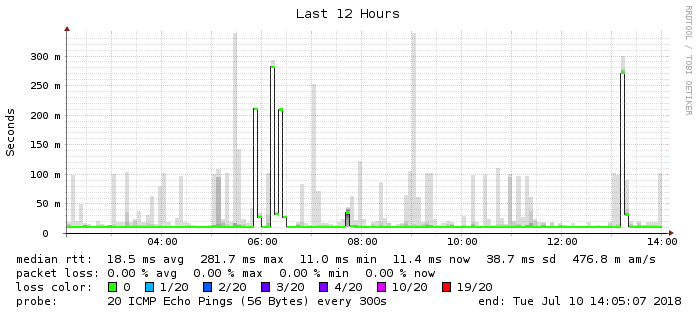 Last 12 Hours
RRDTOOL / TOBI OETIKER
Seconds
300 m
250 m
200 m
150 m
100 m
50 m
0
04:00 06:00 08:00 10:00 12:00 14:00
median rtt: 18.5 ms avg 281.7 ms max 11.0 ms min 11.4 ms now 38.7 ms sd 476.8 m am/s
packet loss: 0.00 % avg 0.00 % max 0.00 % min 0.00 % now
loss color: 0 1/20 2/20 3/20 4/20 10/20 19/20
probe: 20 ICMP Echo Pings (56 Bytes) every 300s end: Tue Jul 10 14:05:07 2018